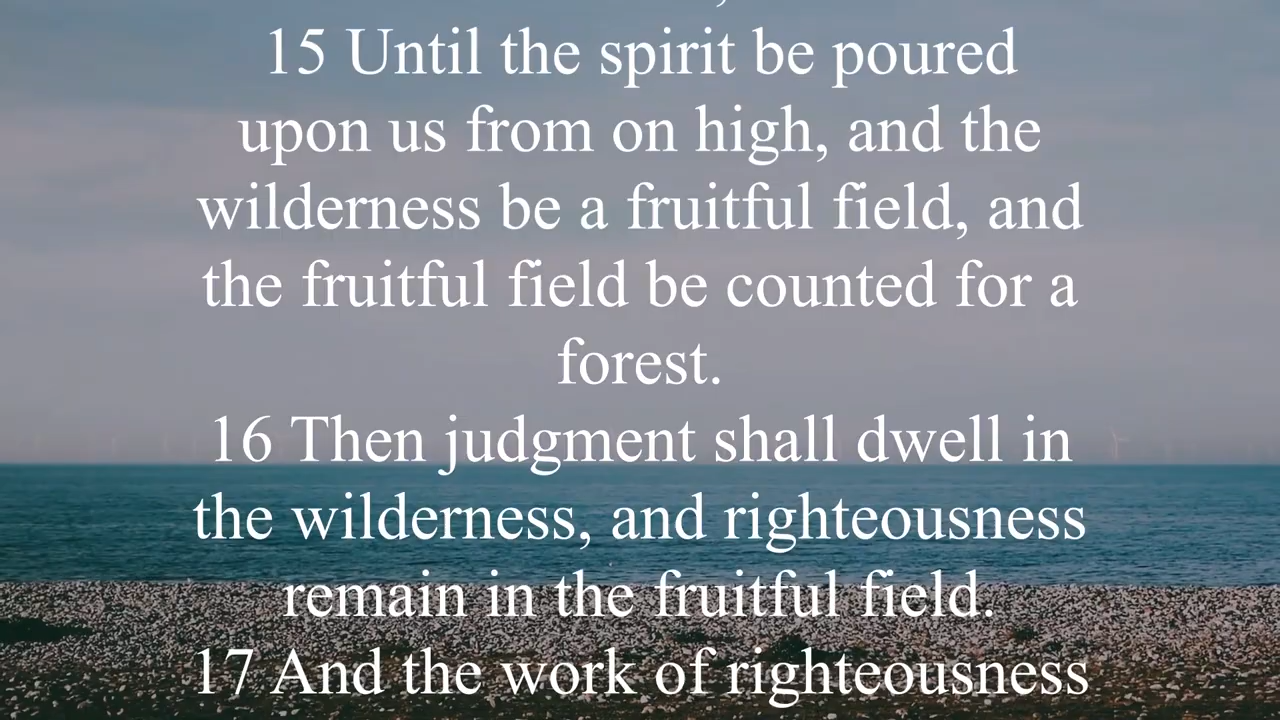 15 Until the spirit be poured
upon us from on high, and the
wilderness be a fruitful field, and
the fruitful field be counted for a
forest.
16 Then judgment shall dwell in
the wilderness, and righteousness
remain in the fruitful field.
17 And the work of righteousness